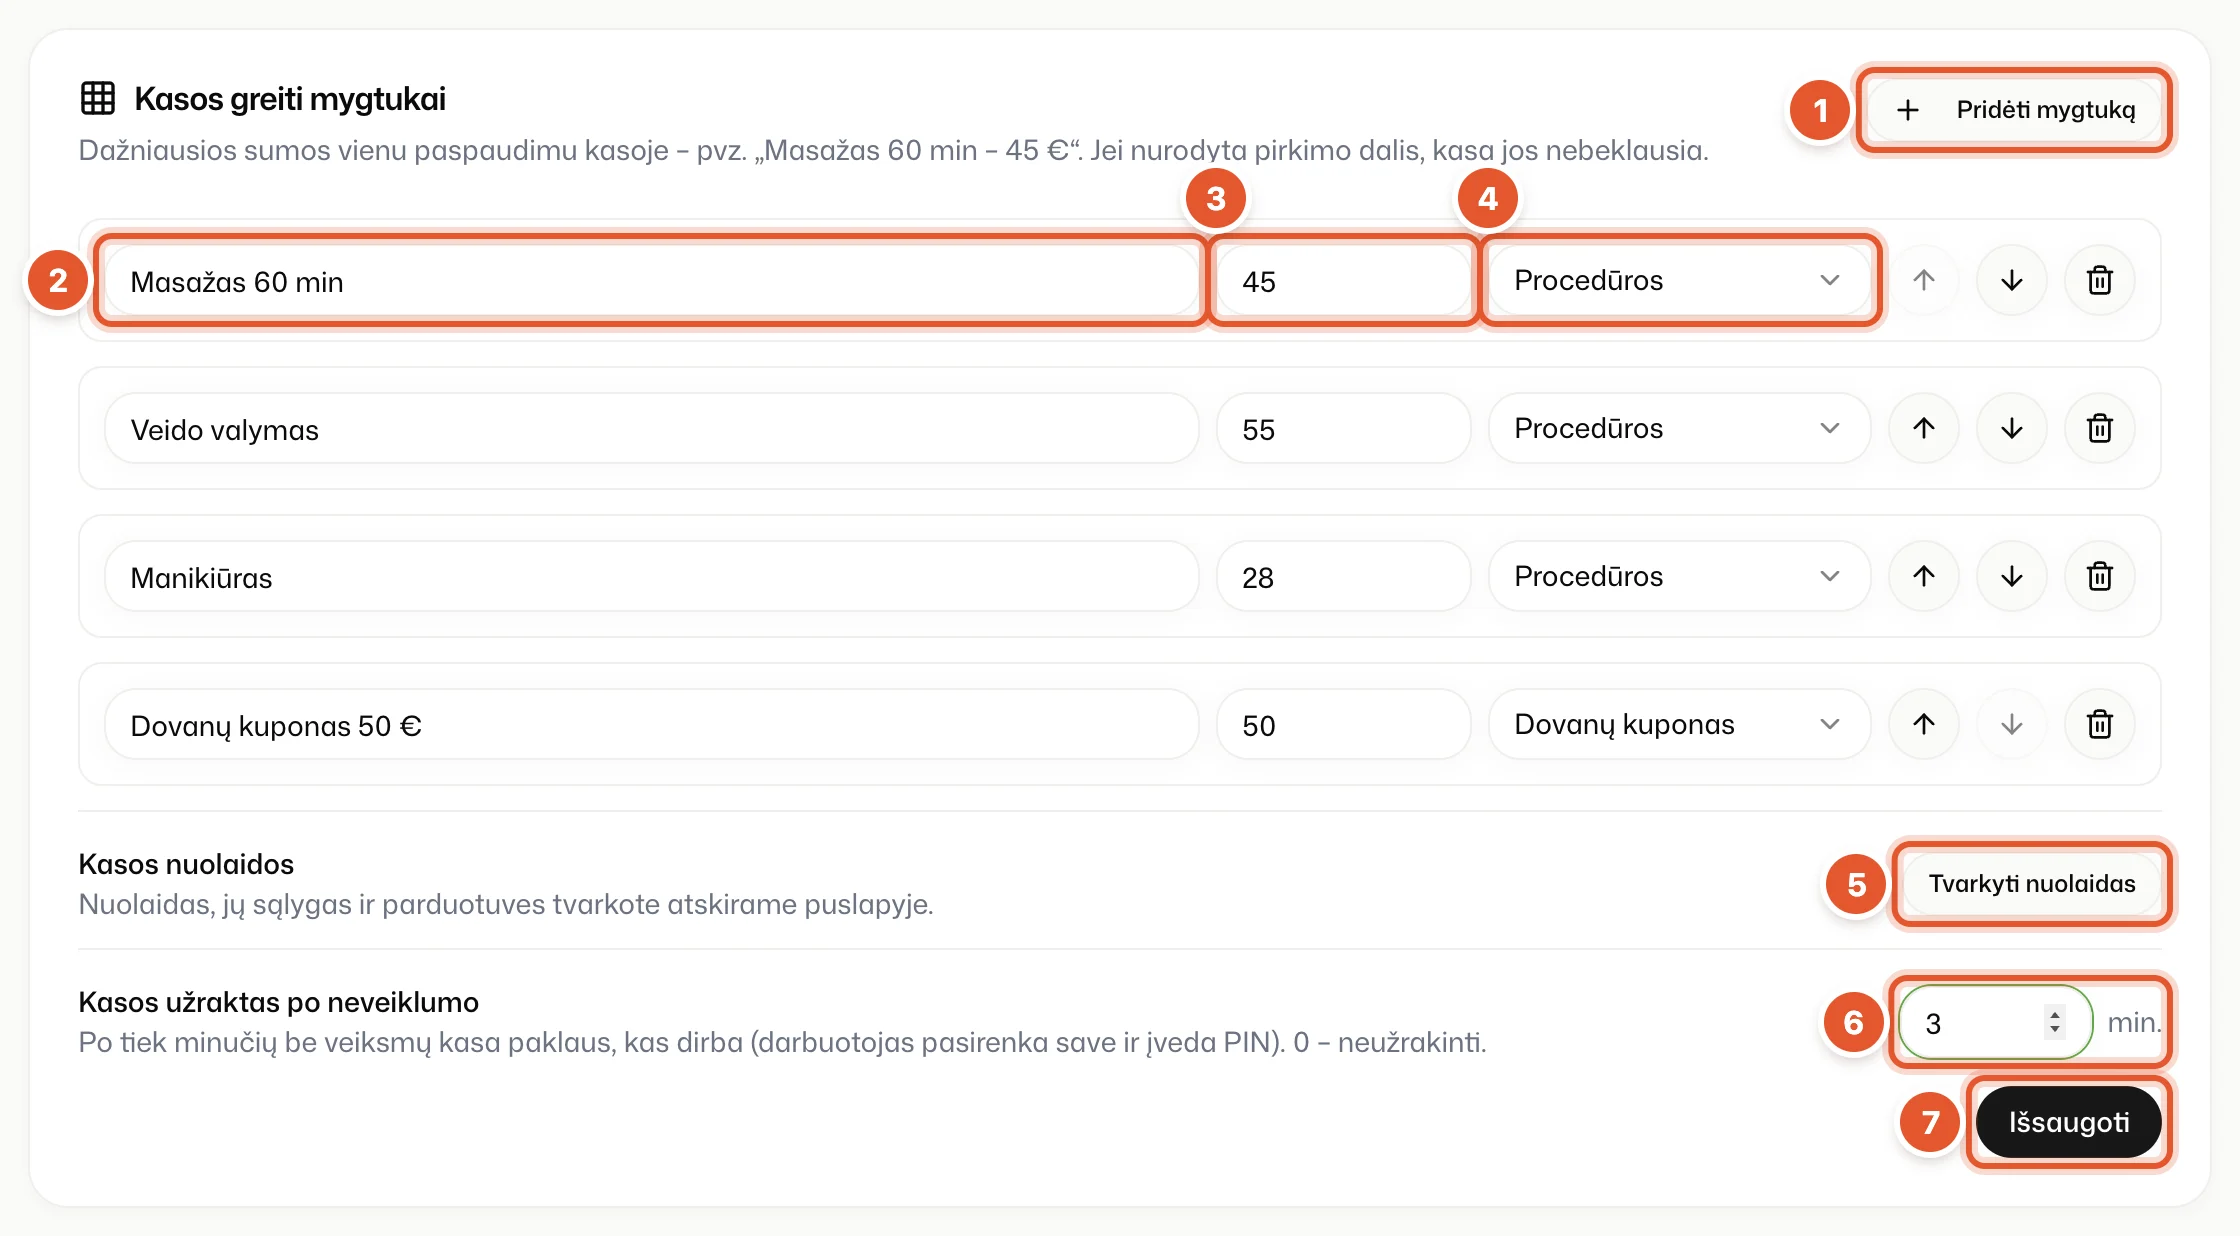 Kasos greiti mygtukai
1
Pridėti mygtuką
Dažniausios sumos vienu paspaudimu kasoje – pvz. „Masažas 60 min – 45 €“. Jei nurodyta pirkimo dalis, kasa jos nebeklausia.
3
4
2
Masažas 60 min
45
Procedūros
Veido valymas
55
Procedūros
Manikiūras
28
Procedūros
Dovanų kuponas 50 €
50
Dovanų kuponas
Kasos nuolaidos
Nuolaidas, jų sąlygas ir parduotuves tvarkote atskirame puslapyje.
5
Tvarkyti nuolaidas
Kasos užraktas po neveiklumo
Po tiek minučių be veiksmų kasa paklaus, kas dirba (darbuotojas pasirenka save ir įveda PIN). 0 – neužrakinti.
6
3
min.
7
Išsaugoti